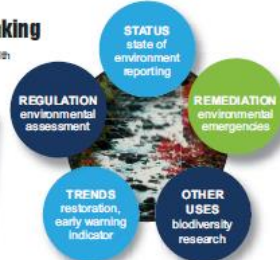 king
lth
STATUS
state of
environment
reporting
REGULATION
environmental
assessment
REMEDIATION
environmental
emergencies
TRENDS
restoration,
early warning
indicator
OTHER
USES
biodiversity
research